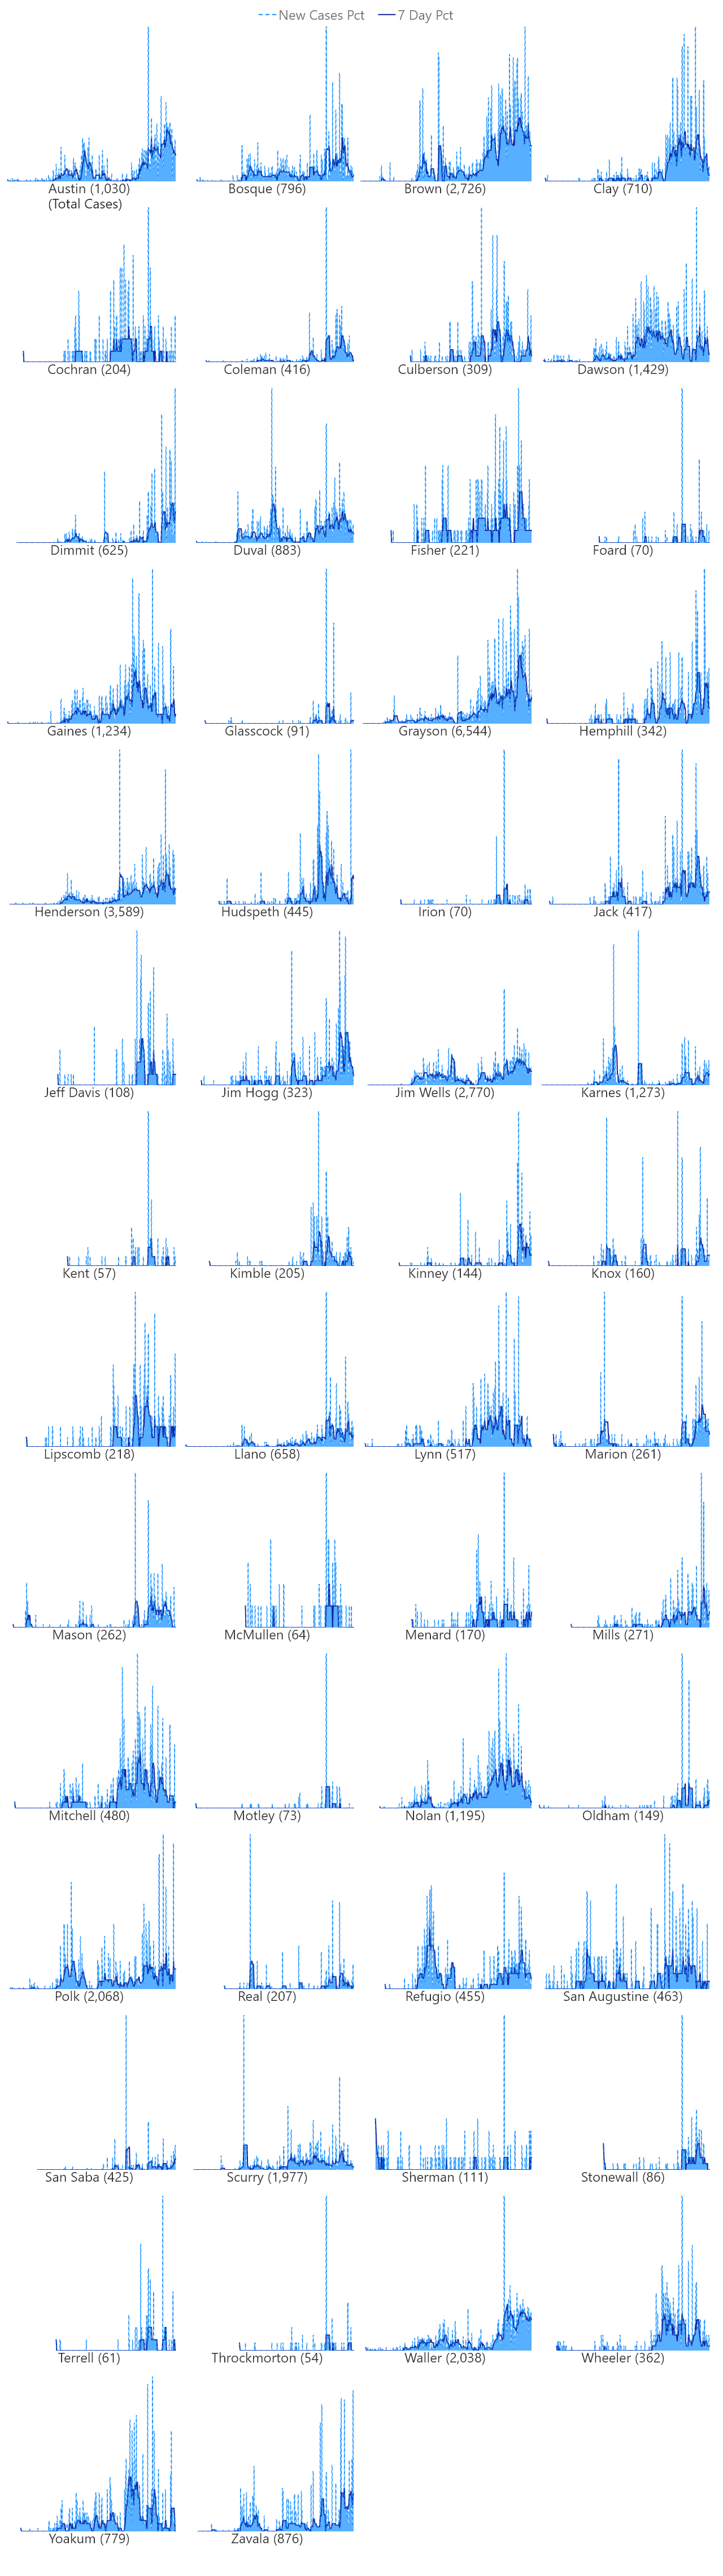 New Cases Pct 7 Day Pct
Austin (1,030) Bosque (796) Brown (2,726) Clay (710)
(Total Cases)
Cochran (204) Coleman (416) Culberson (309) Dawson (1,429)
Dimmit (625) Duval (883) Fisher (221) Foard (70)
Gaines (1,234) Glasscock (91) Grayson (6,544) Hemphill (342)
Henderson (3,589) Hudspeth (445) Irion (70) Jack (417)
Jeff Davis (108) Jim Hogg (323) Jim Wells (2,770) Karnes (1,273)
Kent (57) Kimble (205) Kinney (144) Knox (160)
Lipscomb (218) Llano (658) Lynn (517) Marion (261)
Mason (262) McMullen (64) Menard (170) Mills (271)
Mitchell (480) Motley (73) Nolan (1,195) Oldham (149)
Polk (2,068) Real (207) Refugio (455) San Augustine (463)
San Saba (425) Scurry (1,977) Sherman (111) Stonewall (86)
Terrell (61) Throckmorton (54) Waller (2,038) Wheeler (362)
Yoakum (779) Zavala (876)